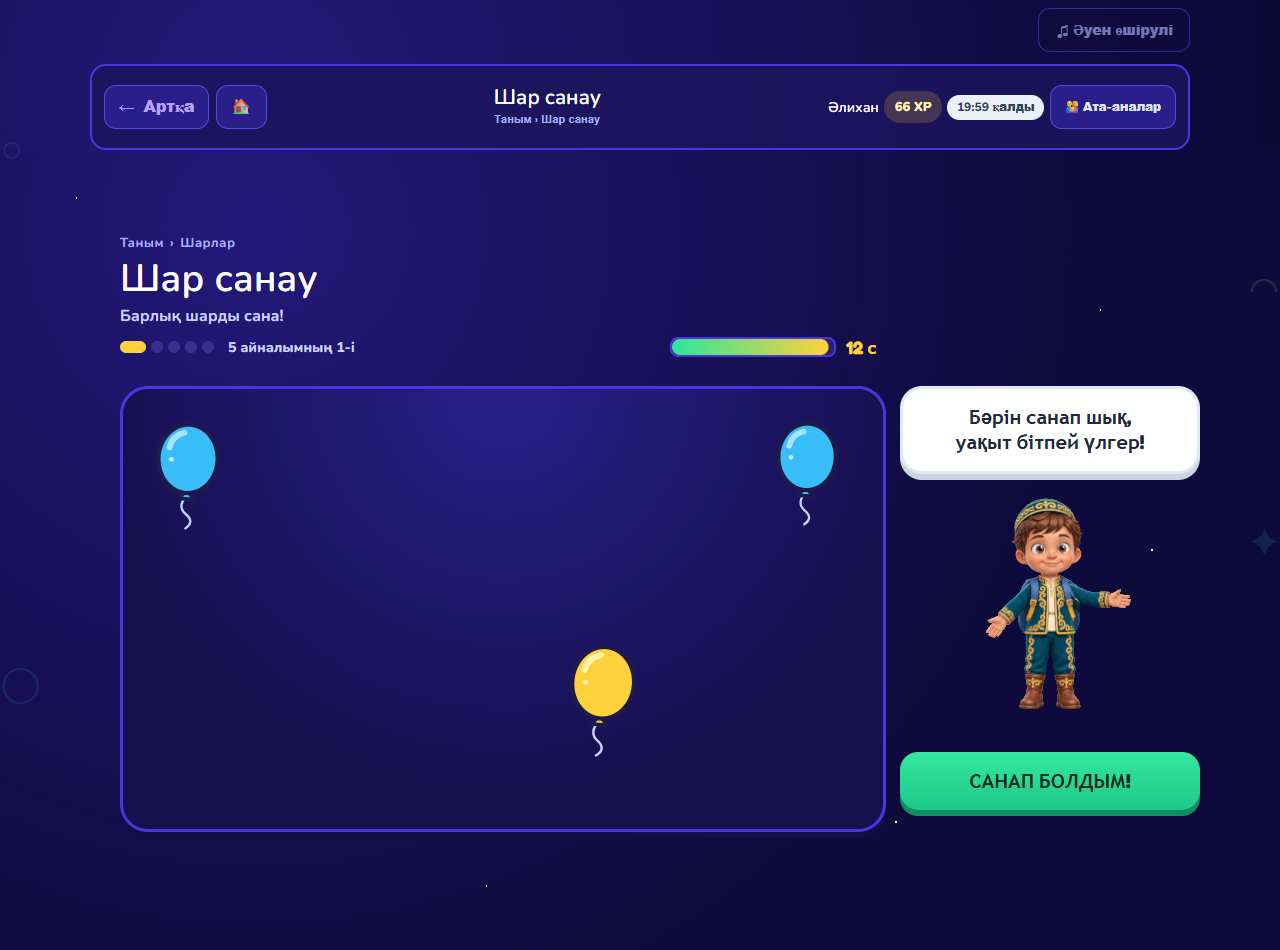 Әуен өшірулі
← Артқа
Шар санау
Таным › Шар санау
Әлихан
66 XP
19:59 қалды
Ата-аналар
Таным › Шарлар
Шар санау
Барлық шарды сана!
5 айналымның 1-і
12 с
Бәрін санап шық,
уақыт бітпей үлгер!
САНАП БОЛДЫМ!